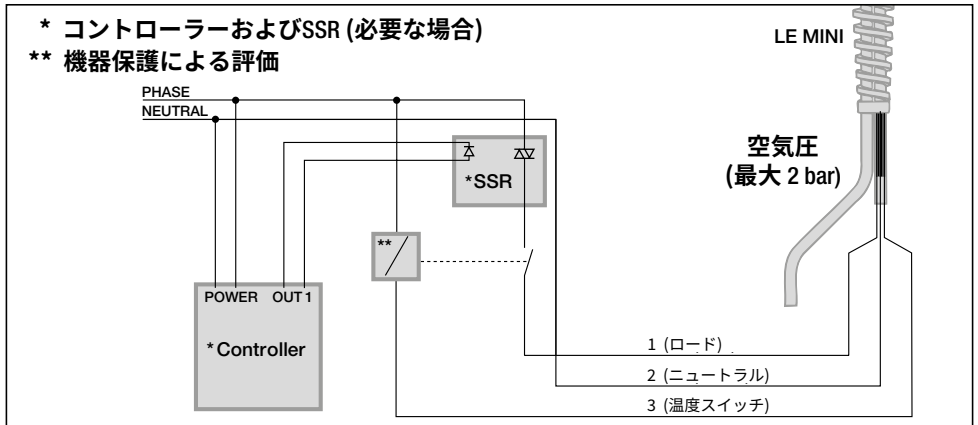 * コントローラーおよびSSR (必要な場合)
** 機器保護による評価
LE MINI
PHASE
NEUTRAL
空気圧
(最大 2 bar)
*SSR
**
POWER OUT 1
*Controller
1 (ロード)
2 (ニュートラル)
3 (温度スイッチ)